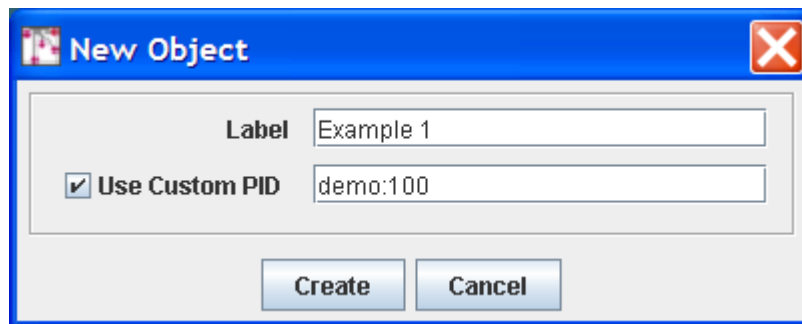 New Object
Label Example 1
Use Custom PID demo:100
Create Cancel